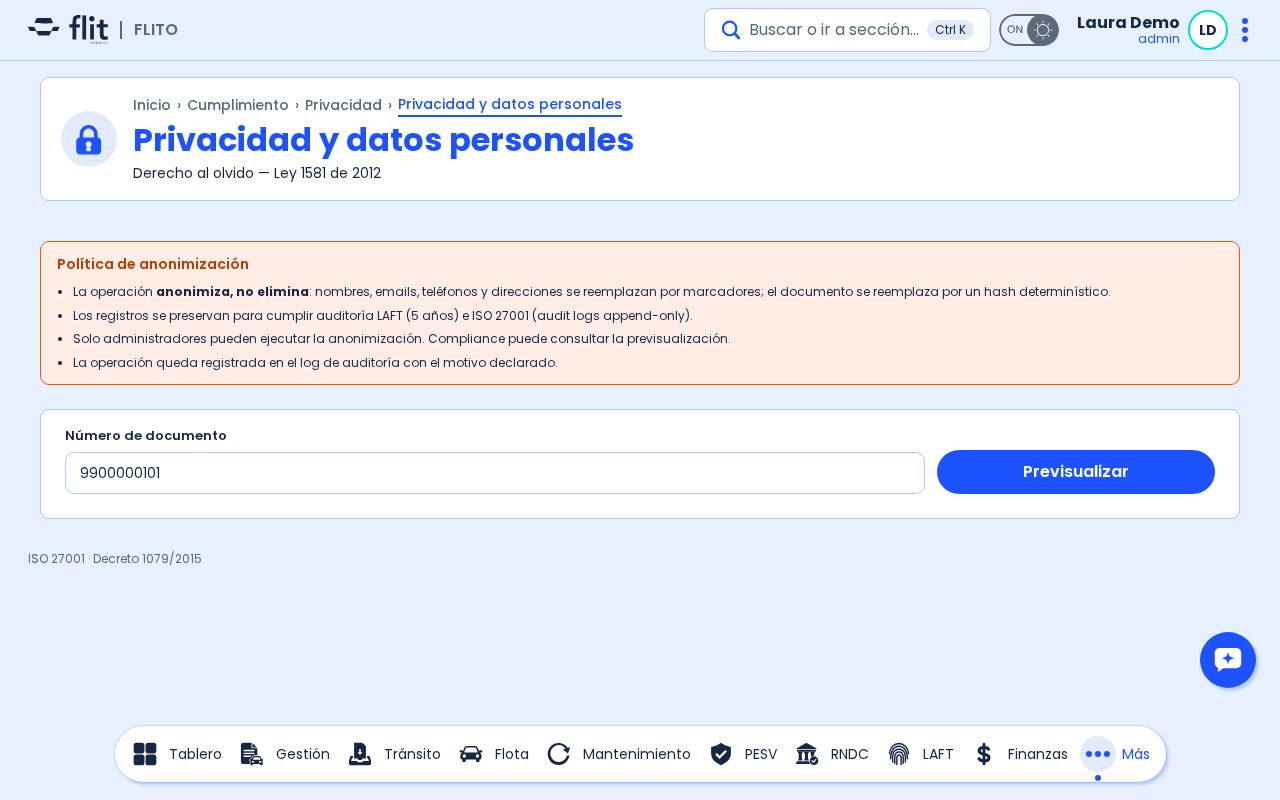 flit | FLITO
Buscar o ir a sección... Ctrl K
ON
Laura Demo
admin
LD
Inicio › Cumplimiento › Privacidad › Privacidad y datos personales
Privacidad y datos personales
Derecho al olvido — Ley 1581 de 2012
Política de anonimización
• La operación anonimiza, no elimina: nombres, emails, teléfonos y direcciones se reemplazan por marcadores; el documento se reemplaza por un hash determinístico.
• Los registros se preservan para cumplir auditoría LAFT (5 años) e ISO 27001 (audit logs append-only).
• Solo administradores pueden ejecutar la anonimización. Compliance puede consultar la previsualización.
• La operación queda registrada en el log de auditoría con el motivo declarado.
Número de documento
9900000101
Previsualizar
ISO 27001 · Decreto 1079/2015
Tablero Gestión Tránsito Flota Mantenimiento PESV RNDC LAFT Finanzas Más